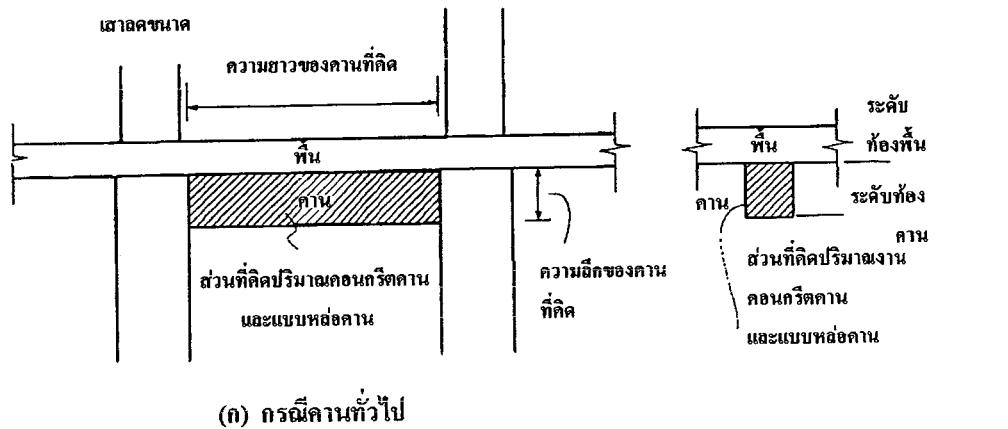 เสาลดขนาด
ความยาวของคานที่คิด
พื้น
คาน
ส่วนที่คิดปริมาณคอนกรีตคาน
และแบบหล่อคาน
ความลึกของคาน
ที่คิด
ระดับ
ท้องพื้น
พื้น
คาน
ระดับท้อง
คาน
ส่วนที่คิดปริมาณงาน
คอนกรีตคาน
และแบบหล่อคาน
(ก) กรณีคานทั่วไป